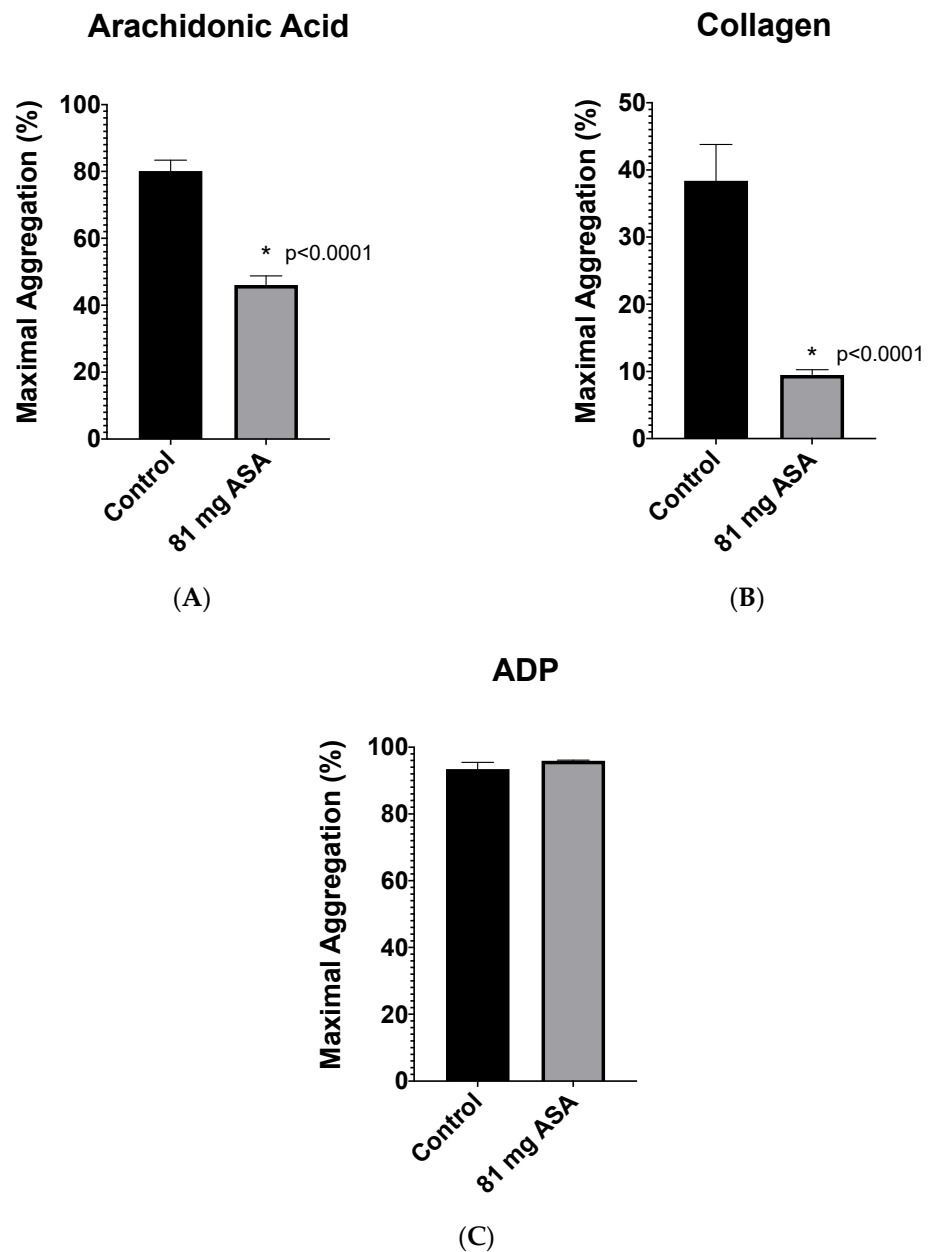 Arachidonic Acid
Maximal Aggregation (%)
100
80
60
40
20
0
* p<0.0001
Control
81 mg ASA
(A)
Collagen
Maximal Aggregation (%)
50
40
30
20
10
0
* p<0.0001
Control
81 mg ASA
(B)
ADP
Maximal Aggregation (%)
100
80
60
40
20
0
Control
81 mg ASA
(C)